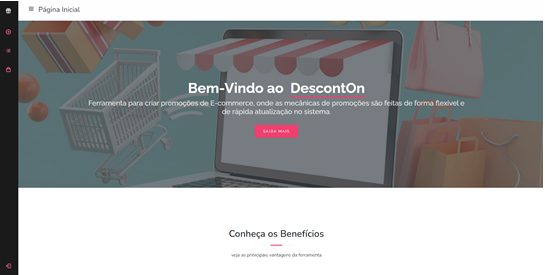 Página Inicial
Bem-Vindo ao DescontOn
Ferramenta para criar promoções de E-commerce, onde as mecânicas de promoções são feitas de forma flexível e
de rápida atualização no sistema.
SAIBA MAIS
Conheça os Benefícios
veja as principais vantagens da ferramenta